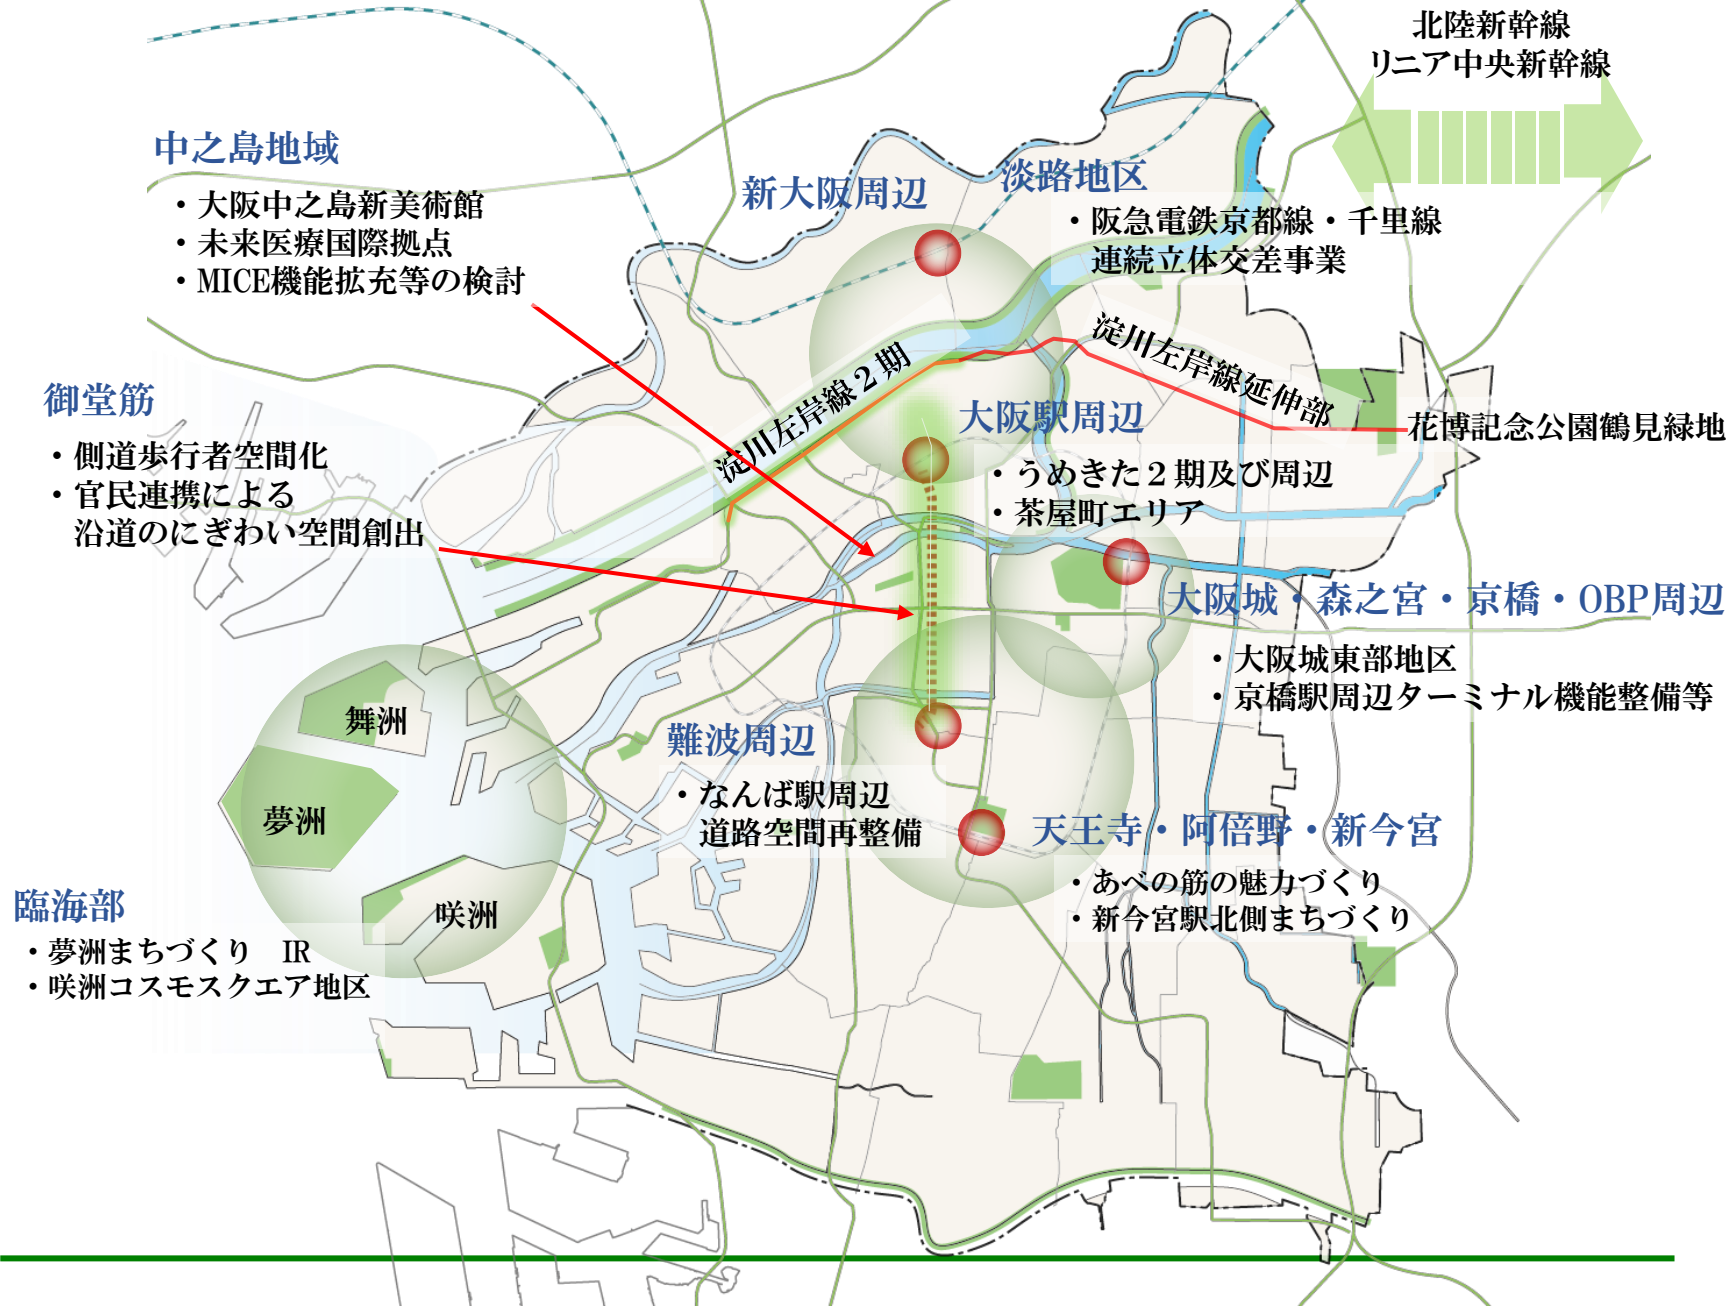 北陸新幹線
リニア中央新幹線
中之島地域
・大阪中之島新美術館
・未来医療国際拠点
・MICE機能拡充等の検討
新大阪周辺
淡路地区
・阪急電鉄京都線・千里線
連続立体交差事業
淀川左岸線２期
淀川左岸線延伸部
花博記念公園鶴見緑地
御堂筋
・側道歩行者空間化
・官民連携による
沿道のにぎわい空間創出
大阪駅周辺
・うめきた２期及び周辺
・茶屋町エリア
大阪城・森之宮・京橋・OBP周辺
・大阪城東部地区
・京橋駅周辺ターミナル機能整備等
舞洲
夢洲
咲洲
難波周辺
・なんば駅周辺
道路空間再整備
天王寺・阿倍野・新今宮
・あべの筋の魅力づくり
・新今宮駅北側まちづくり
臨海部
・夢洲まちづくり　IR
・咲洲コスモスクエア地区